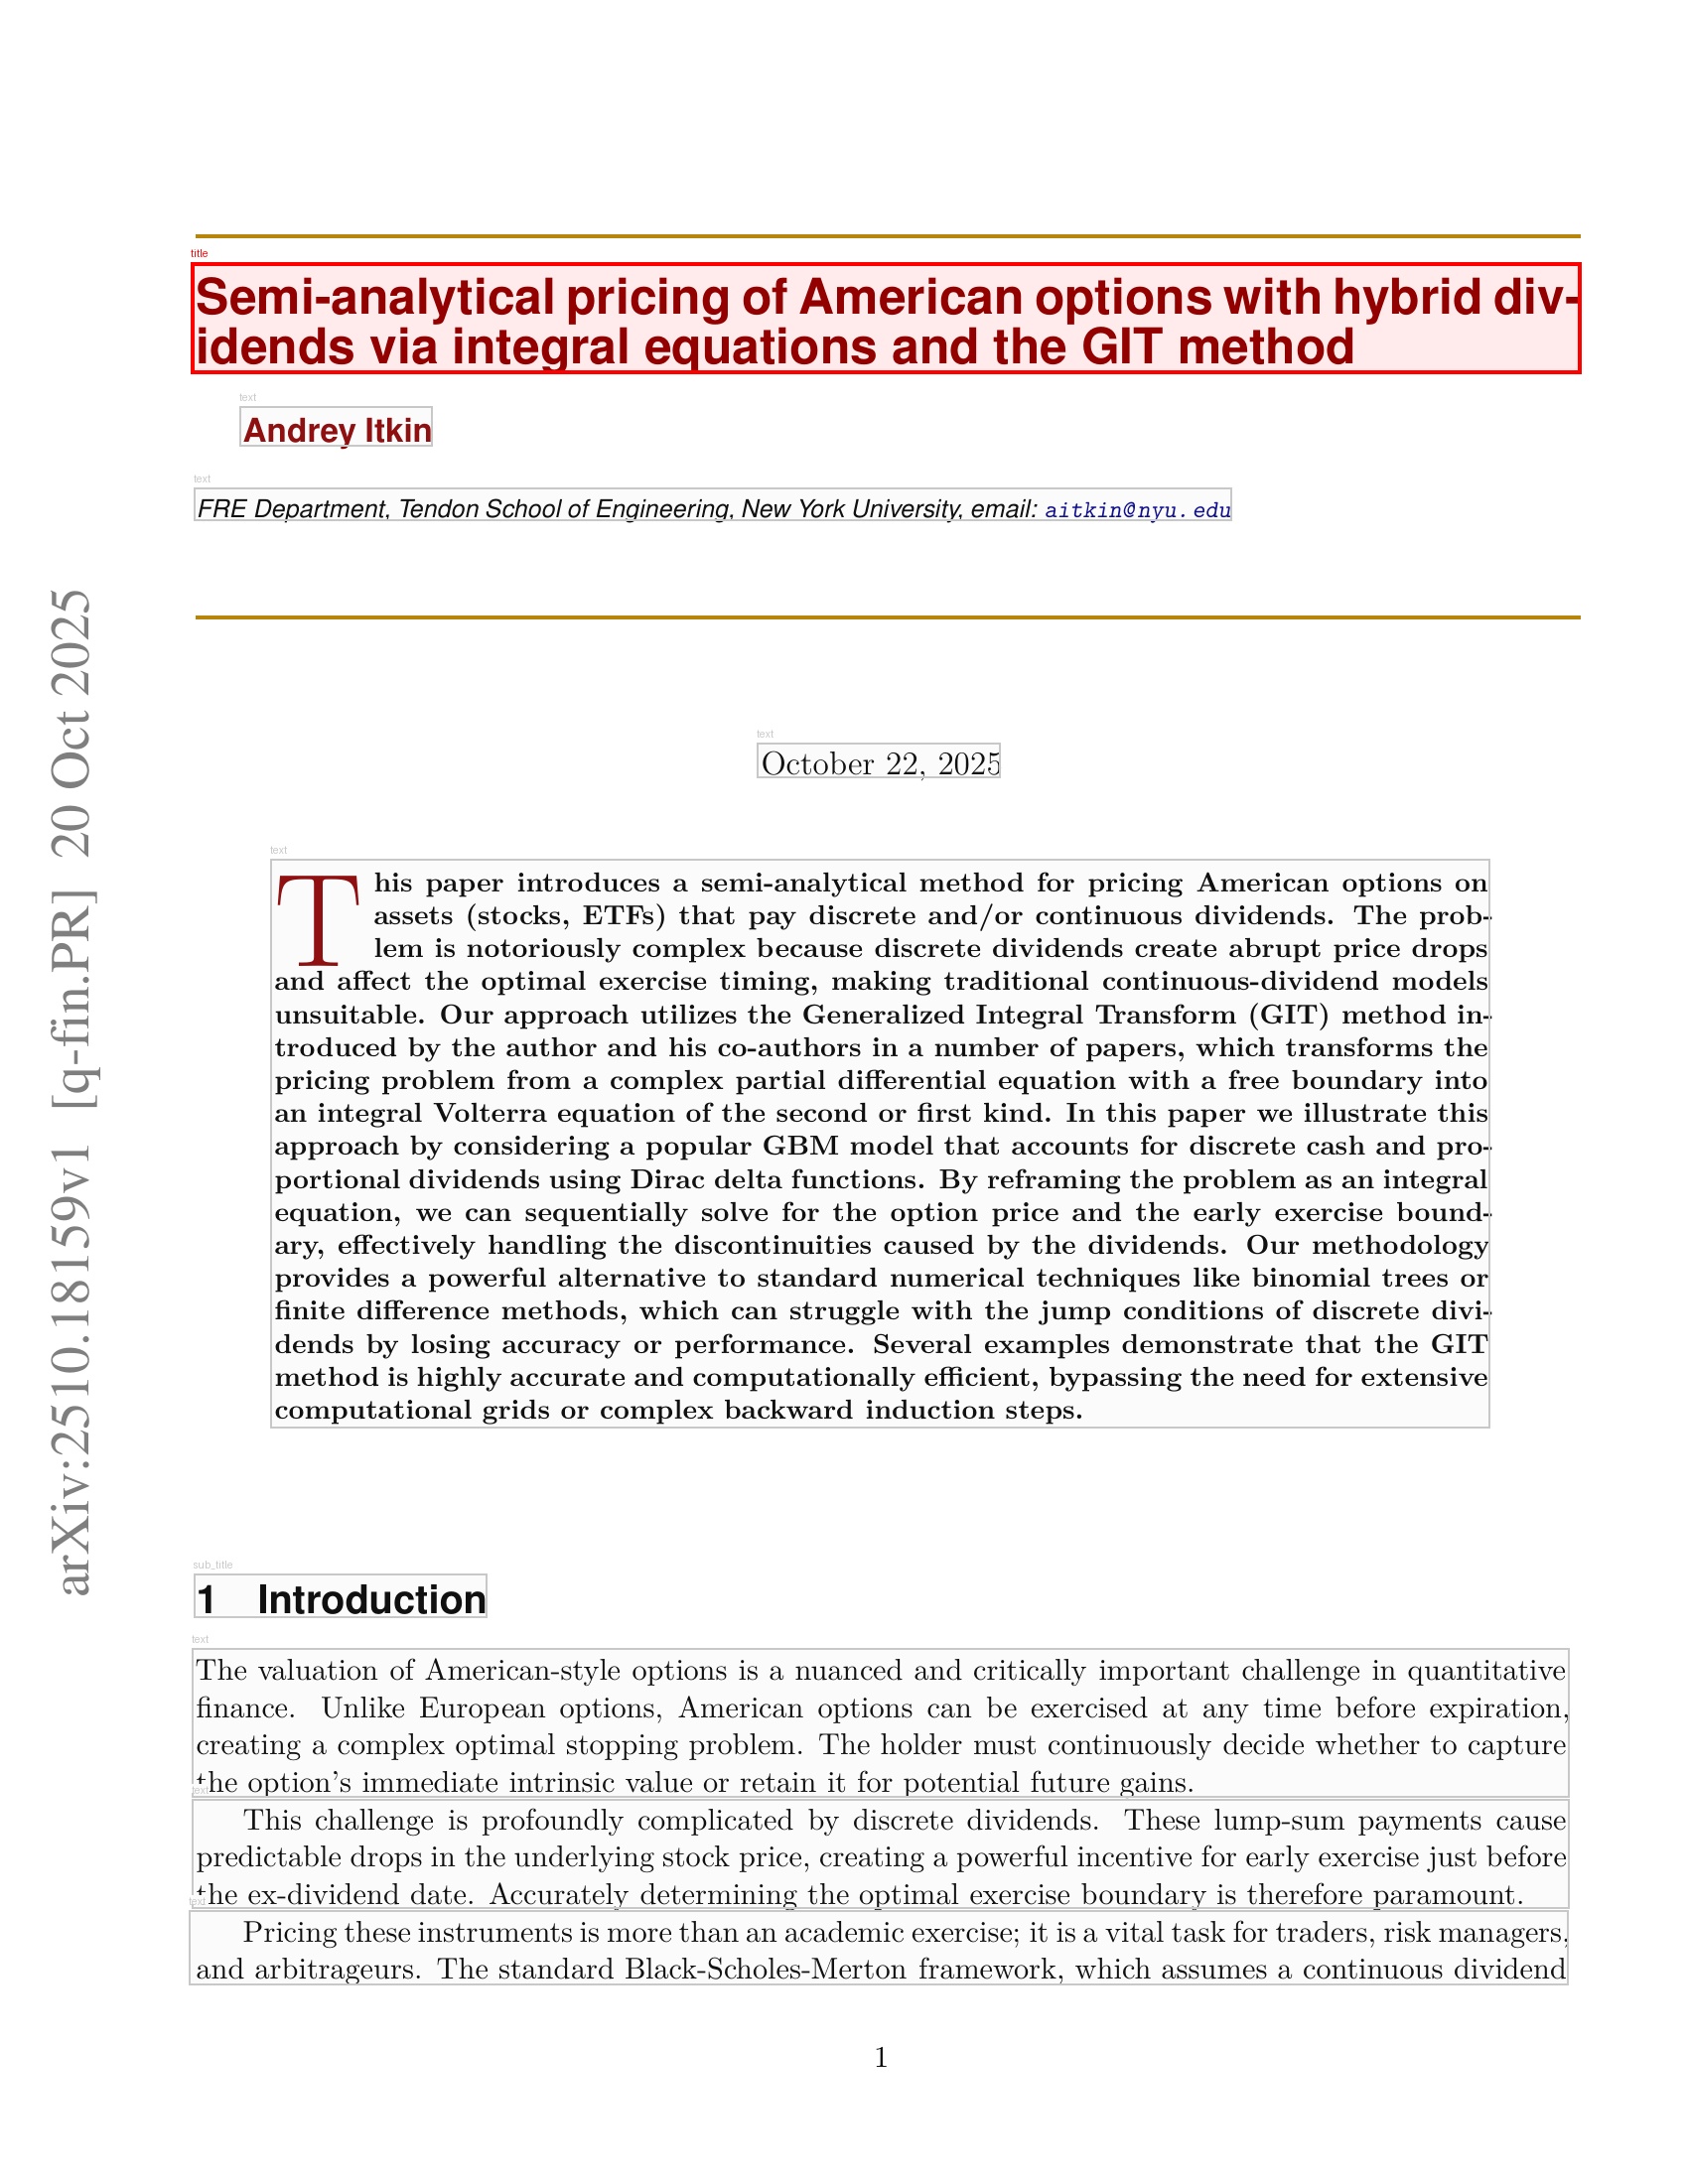 title
Semi-analytical pricing of American options with hybrid div-
idends via integral equations and the GIT method
text
Andrey Itkin
text
FRE Department, Tendon School of Engineering, New York University, email: aitkin@nyu.edu
arXiv:2510.18159v1 [q-fin.PR] 20 Oct 2025
text
October 22, 2025
text
This paper introduces a semi-analytical method for pricing American options on
assets (stocks, ETFs) that pay discrete and/or continuous dividends. The prob-
lem is notoriously complex because discrete dividends create abrupt price drops
and affect the optimal exercise timing, making traditional continuous-dividend models
unsuitable. Our approach utilizes the Generalized Integral Transform (GIT) method in-
troduced by the author and his co-authors in a number of papers, which transforms the
pricing problem from a complex partial differential equation with a free boundary into
an integral Volterra equation of the second or first kind. In this paper we illustrate this
approach by considering a popular GBM model that accounts for discrete cash and pro-
portional dividends using Dirac delta functions. By reframing the problem as an integral
equation, we can sequentially solve for the option price and the early exercise bound-
ary, effectively handling the discontinuities caused by the dividends. Our methodology
provides a powerful alternative to standard numerical techniques like binomial trees or
finite difference methods, which can struggle with the jump conditions of discrete divi-
dends by losing accuracy or performance. Several examples demonstrate that the GIT
method is highly accurate and computationally efficient, bypassing the need for extensive
computational grids or complex backward induction steps.
sub_title
1 Introduction
text
The valuation of American-style options is a nuanced and critically important challenge in quantitative
finance. Unlike European options, American options can be exercised at any time before expiration,
creating a complex optimal stopping problem. The holder must continuously decide whether to capture
the option's immediate intrinsic value or retain it for potential future gains.
text
This challenge is profoundly complicated by discrete dividends. These lump-sum payments cause
predictable drops in the underlying stock price, creating a powerful incentive for early exercise just before
the ex-dividend date. Accurately determining the optimal exercise boundary is therefore paramount.
text
Pricing these instruments is more than an academic exercise; it is a vital task for traders, risk managers,
and arbitrageurs. The standard Black-Scholes-Merton framework, which assumes a continuous dividend
1